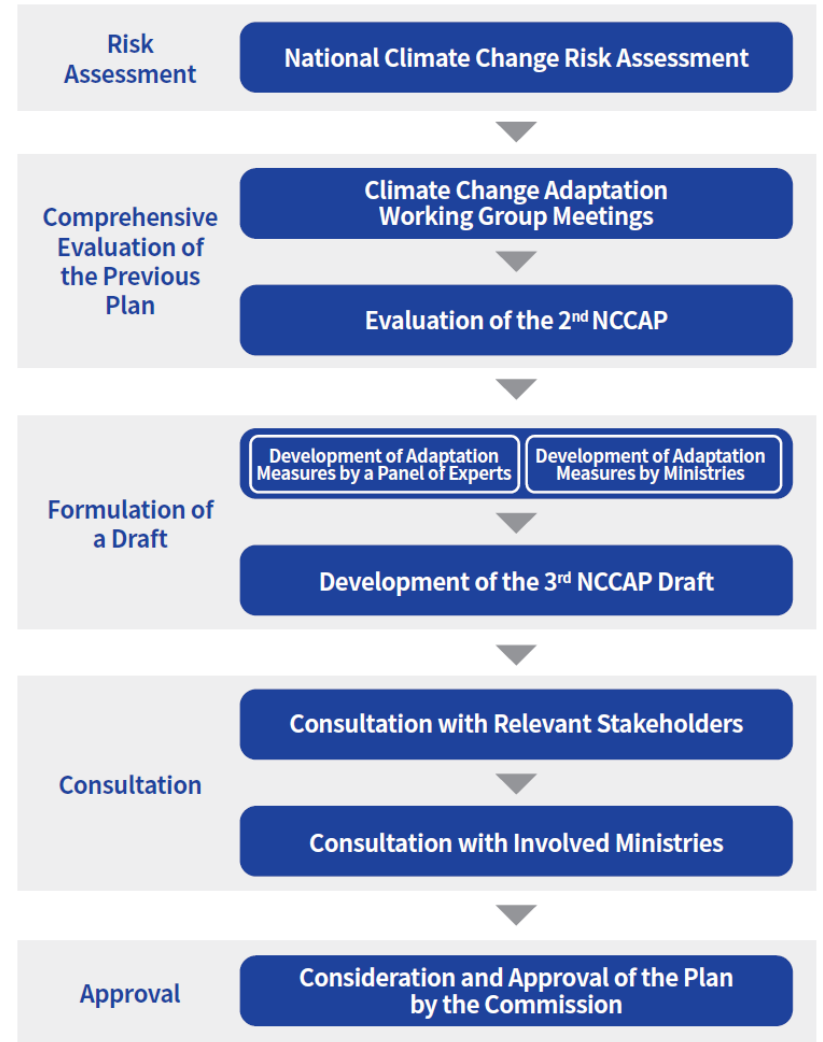 Risk
Assessment
National Climate Change Risk Assessment
Comprehensive
Evaluation of
the Previous
Plan
Climate Change Adaptation
Working Group Meetings
Evaluation of the 2nd NCCAP
Formulation of
a Draft
Development of Adaptation
Measures by a Panel of Experts
Development of Adaptation
Measures by Ministries
Development of the 3rd NCCAP Draft
Consultation
Consultation with Relevant Stakeholders
Consultation with Involved Ministries
Approval
Consideration and Approval of the Plan
by the Commission